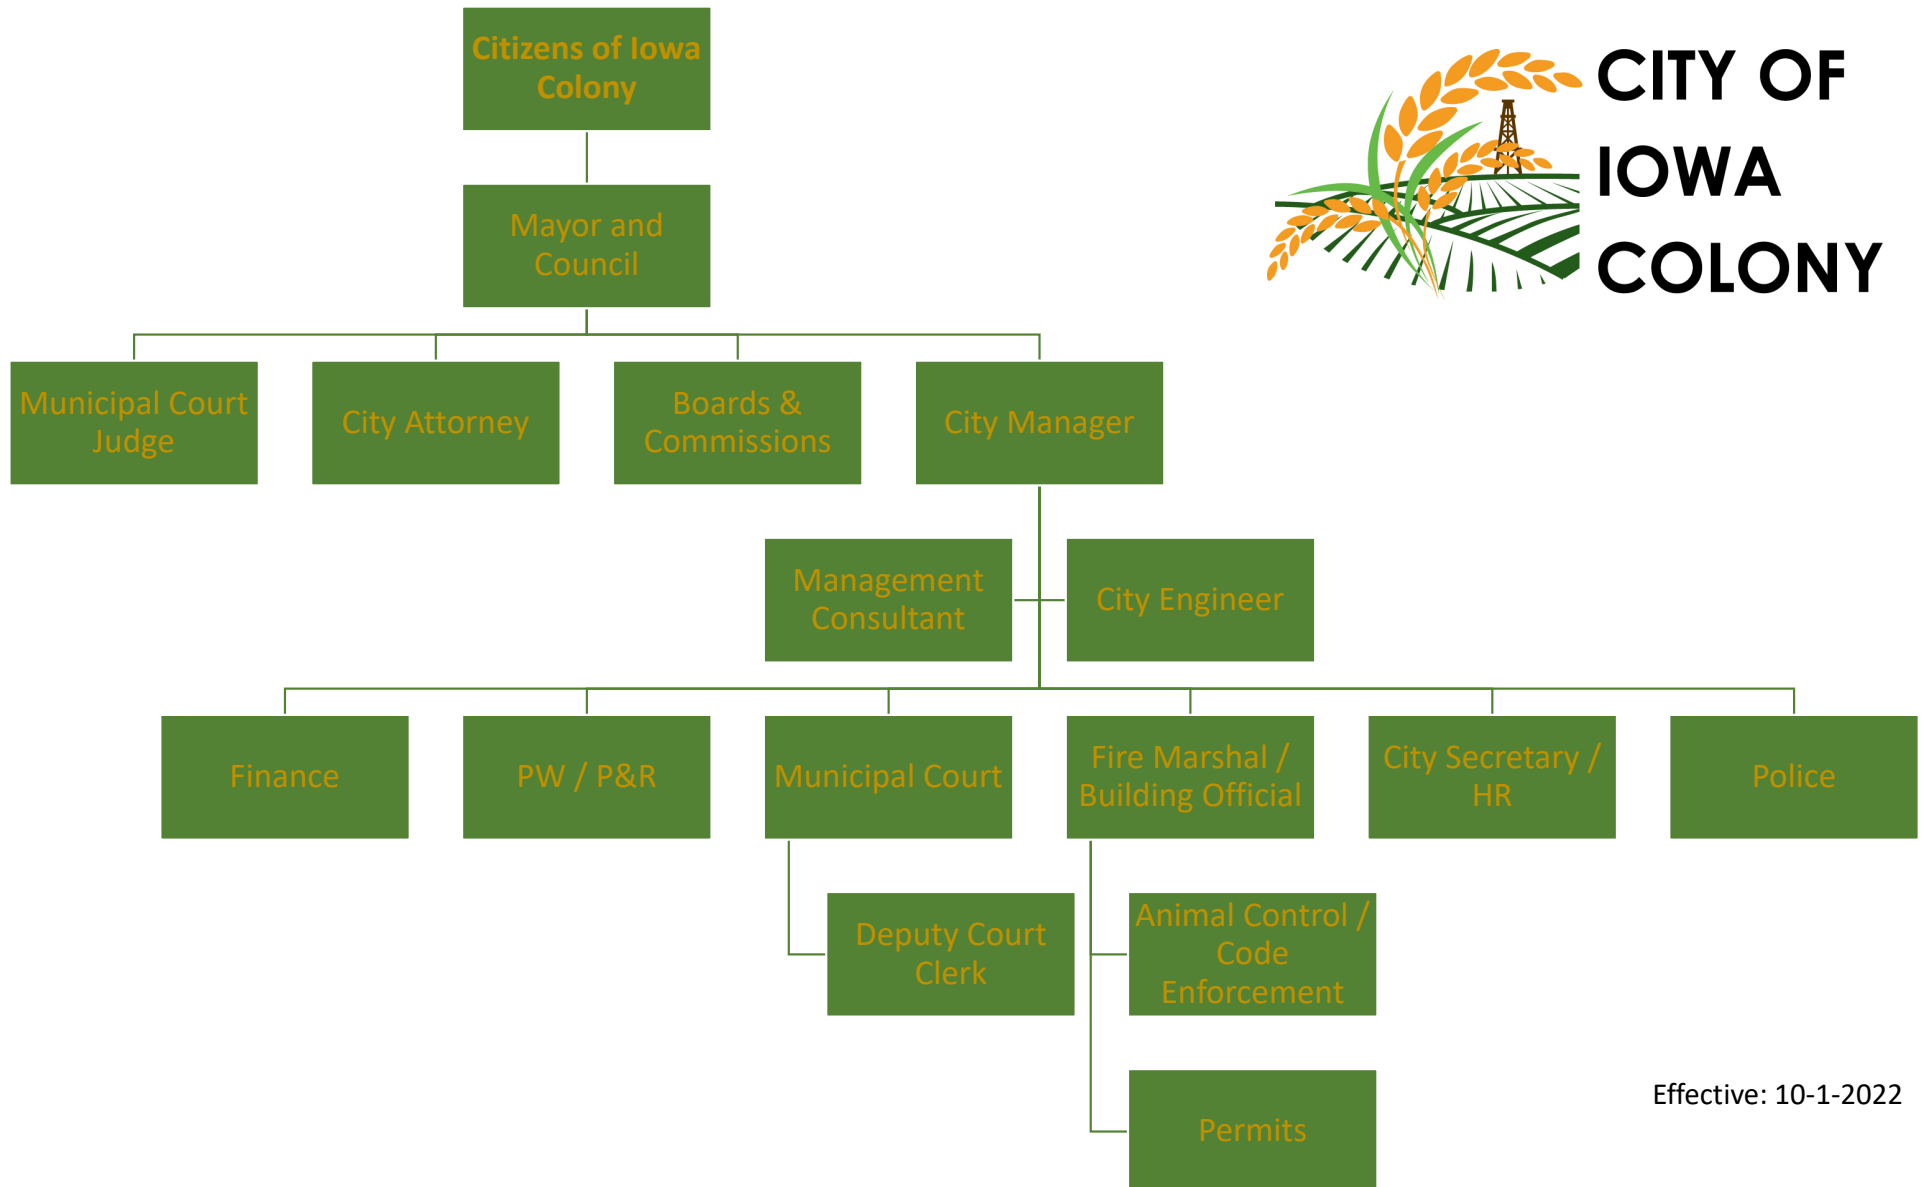 Citizens of Iowa
Colony
CITY OF
IOWA
COLONY
Mayor and
Council
Municipal Court
Judge
City Attorney
Boards &
Commissions
City Manager
Management
Consultant
City Engineer
Finance
PW / P&R
Municipal Court
Fire Marshal /
Building Official
City Secretary /
HR
Police
Deputy Court
Clerk
Animal Control /
Code
Enforcement
Permits
Effective: 10-1-2022